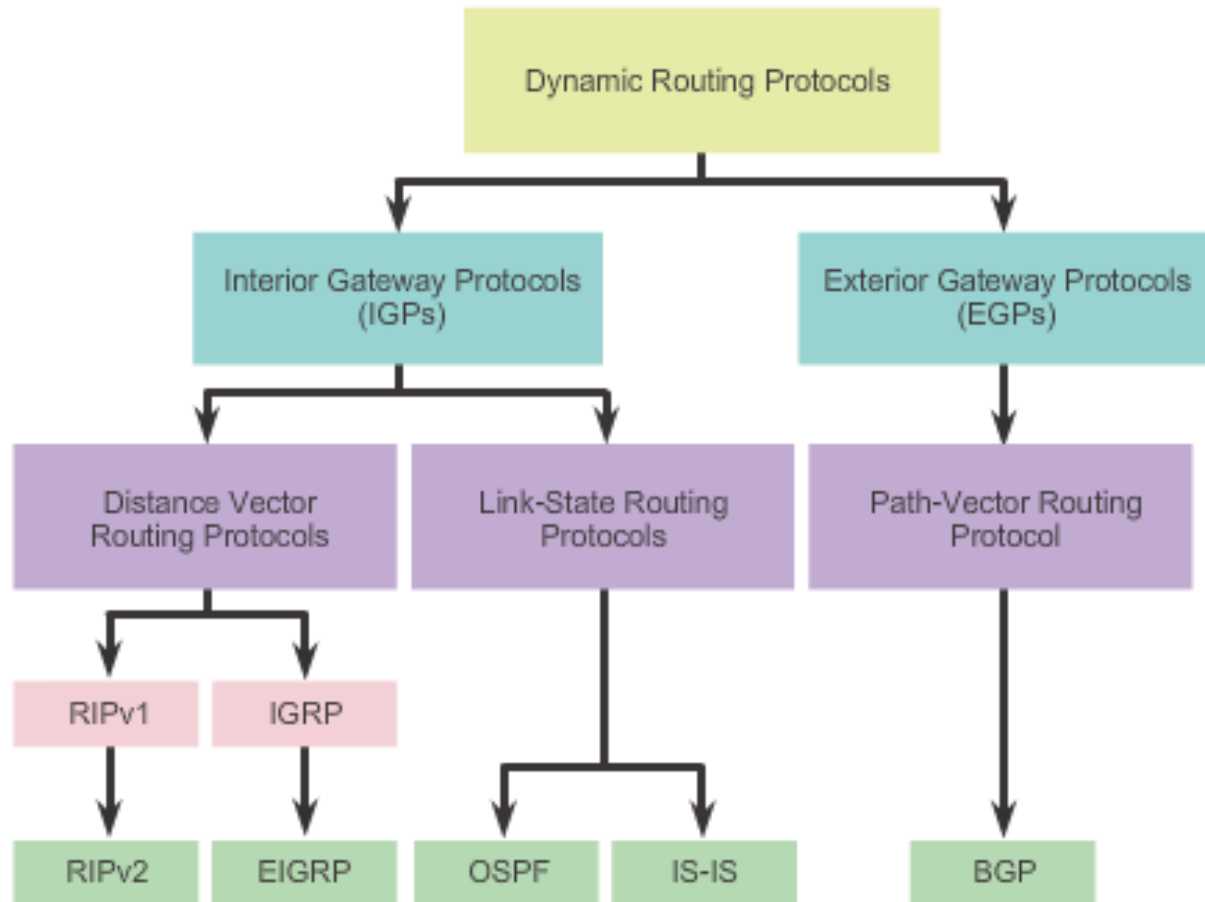 Dynamic Routing Protocols
Interior Gateway Protocols
(IGPs)
Exterior Gateway Protocols
(EGPs)
Distance Vector
Routing Protocols
Link-State Routing
Protocols
Path-Vector Routing
Protocol
RIPv1
IGRP
RIPv2
EIGRP
OSPF
IS-IS
BGP